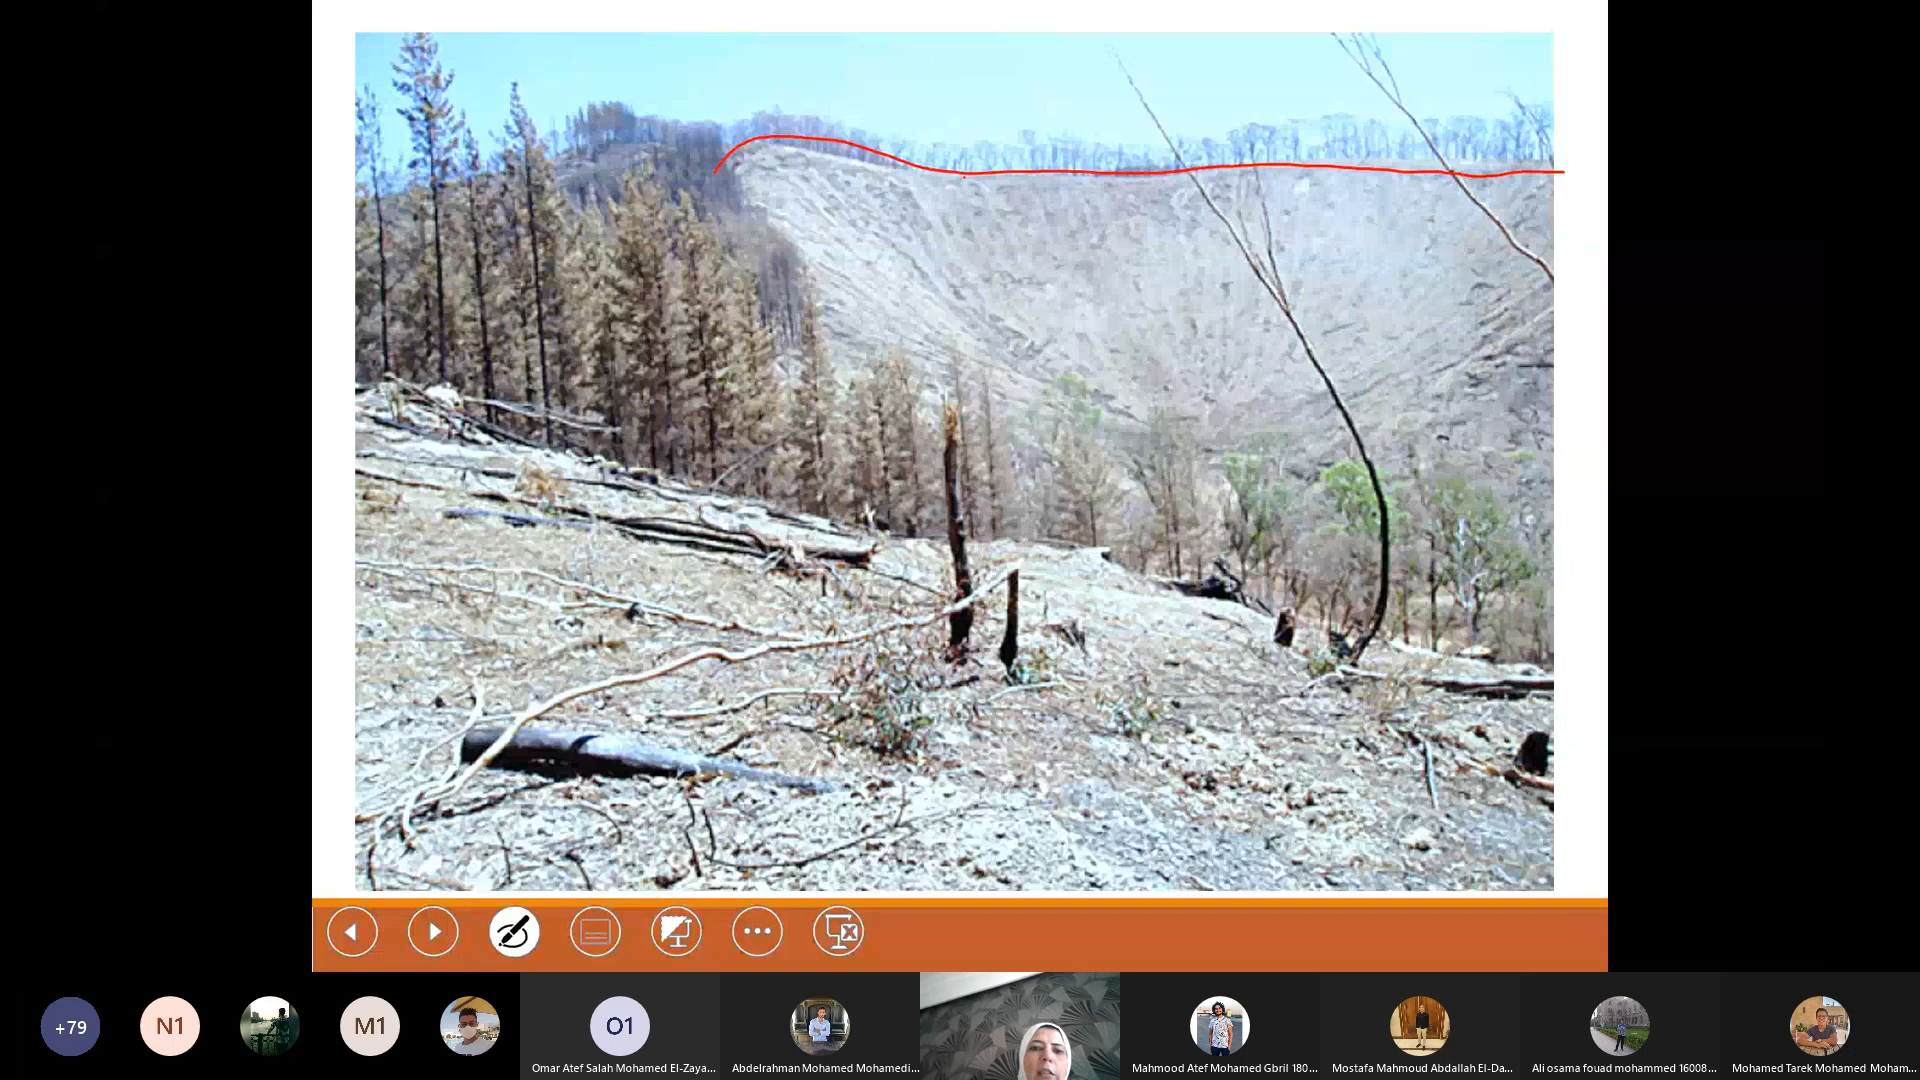 +79
N1
M1
O1
Omar Atef Salah Mohamed El-Zaya...
Abdelrahman Mohamed Mohamedi...
Mahmood Atef Mohamed Gbril 180...
Mostafa Mahmoud Abdallah El-Da...
Ali osama fouad mohammed 16008...
Mohamed Tarek Mohamed Moham...